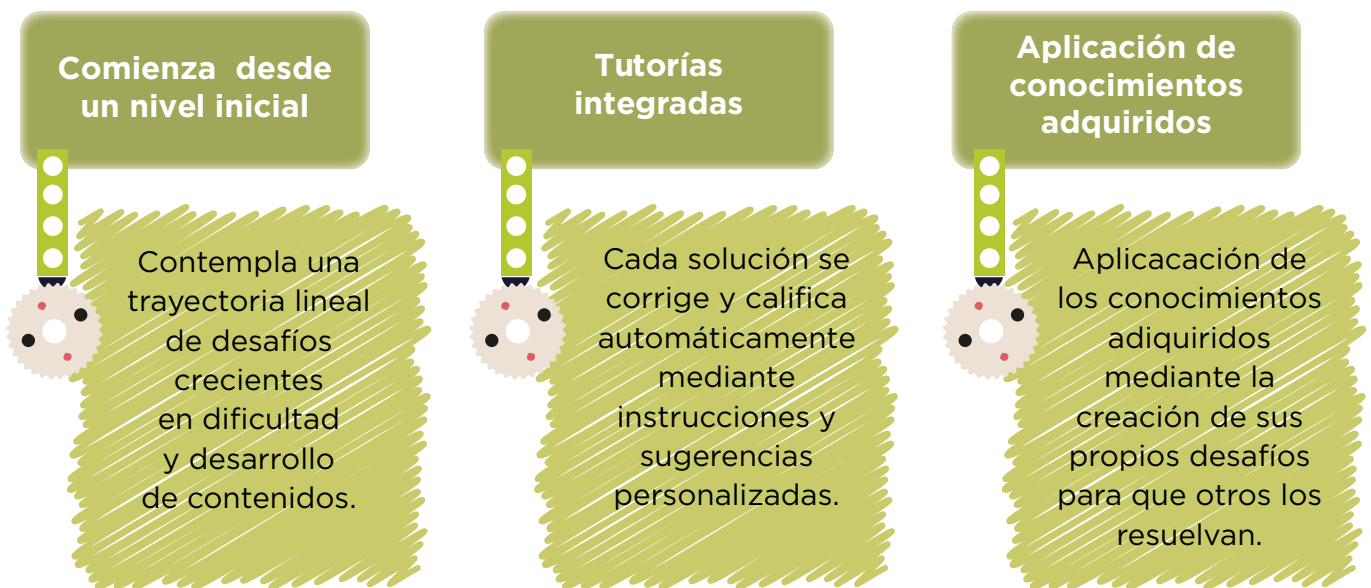 Comienza desde
un nivel inicial
Contempla una
trayectoria lineal
de desafíos
crecientes
en dificultad
y desarrollo
de contenidos.
Tutorías
integradas
Cada solución se
corrige y califica
automáticamente
mediante
instrucciones y
sugerencias
personalizadas.
Aplicación de
conocimientos
adquiridos
Aplicacación de
los conocimientos
adiquiridos
mediante la
creación de sus
propios desafíos
para que otros los
resuelvan.